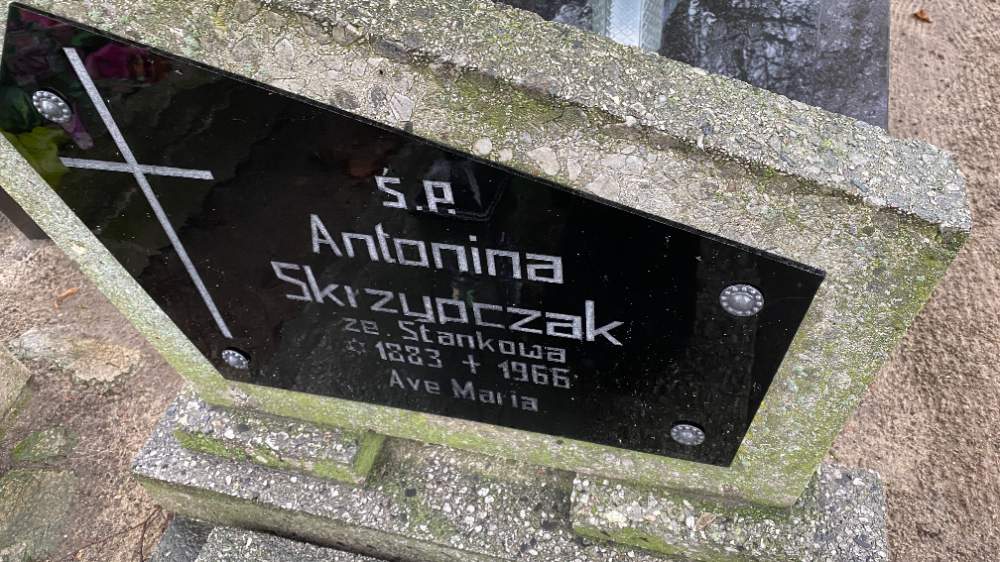 Ś.P.
Antonina
Skrzypczak
ze Stankowa
* 1883 + 1966
Ave Maria